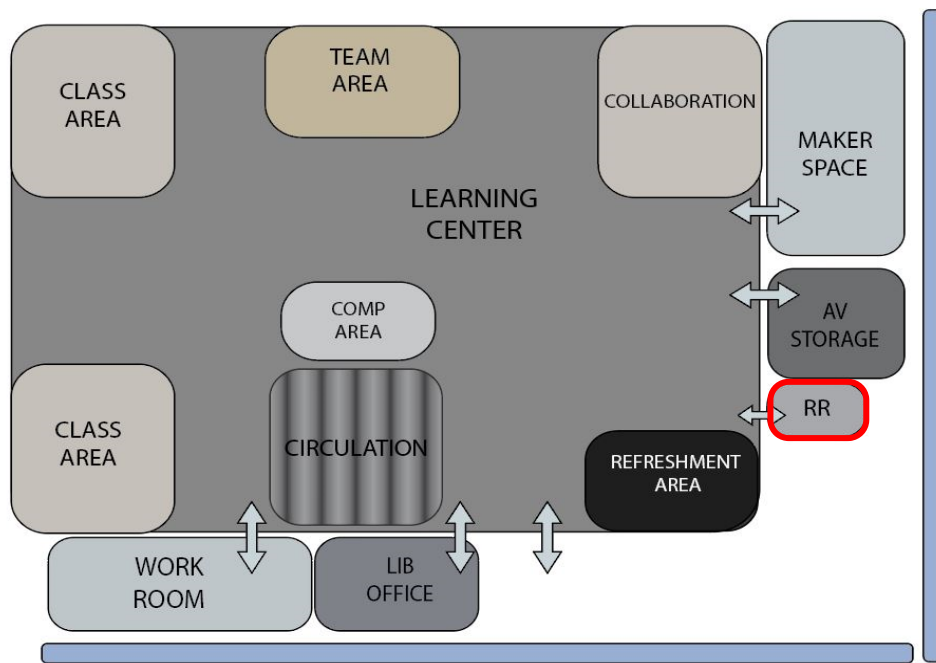 CLASS
AREA
TEAM
AREA
COLLABORATION
MAKER
SPACE
LEARNING
CENTER
COMP
AREA
AV
STORAGE
RR
CLASS
AREA
CIRCULATION
REFRESHMENT
AREA
WORK
ROOM
LIB
OFFICE